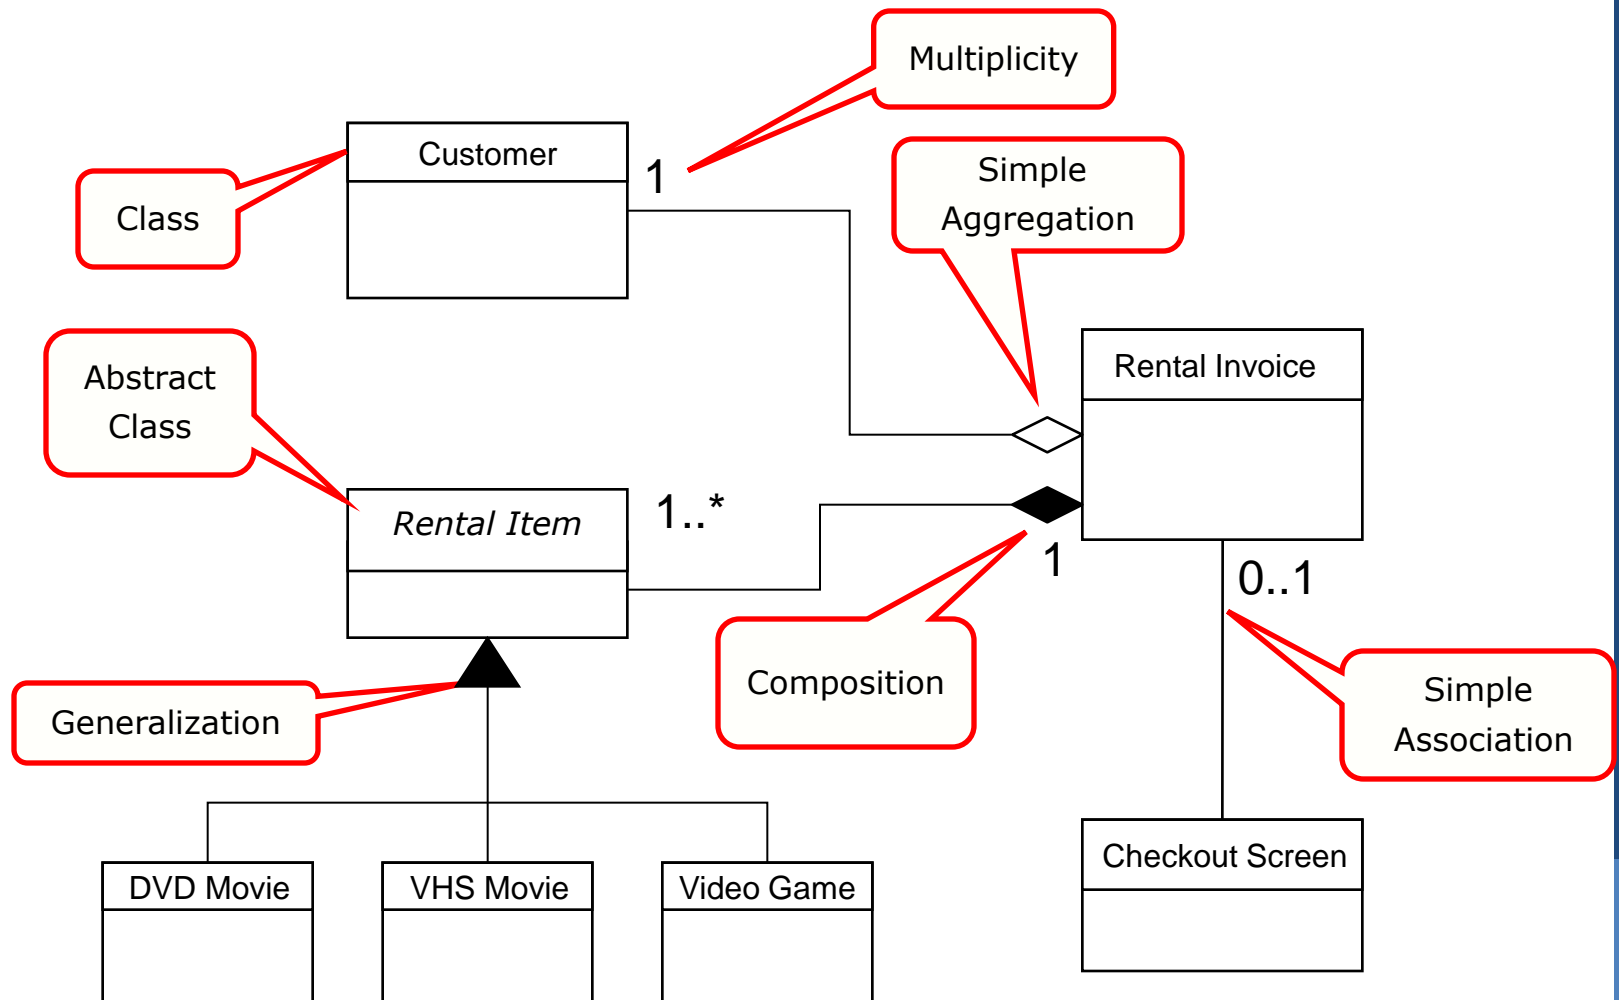 Multiplicity
Customer
1
Simple
Aggregation
Class
Rental Invoice
Abstract
Class
Rental Item
1..*
1
0..1
Composition
Simple
Association
Generalization
Checkout Screen
DVD Movie
VHS Movie
Video Game